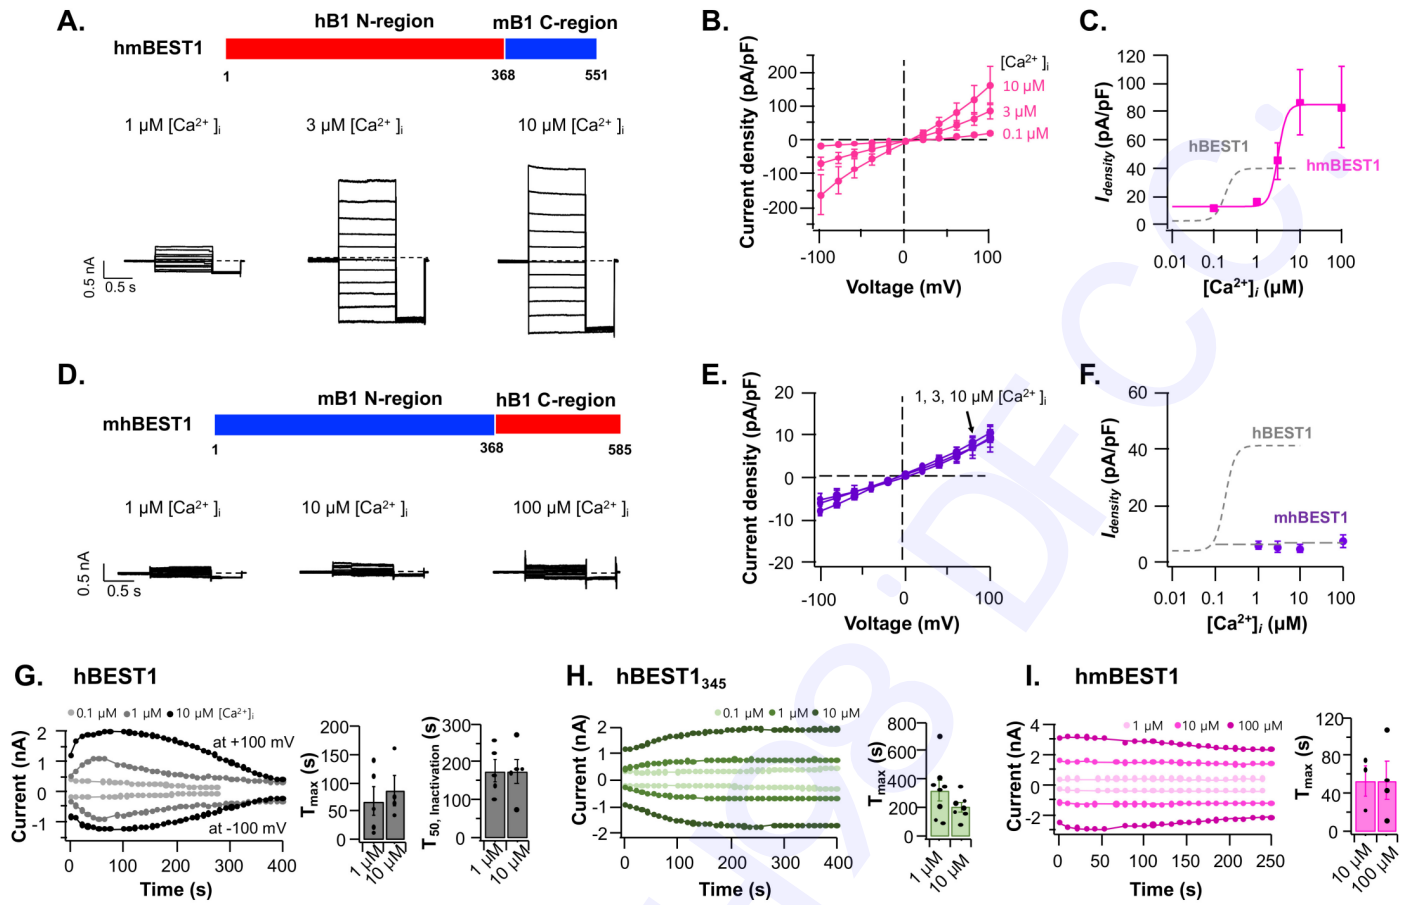 A.
hB1 N-region mB1 C-region
hmBEST1
1 368 551
1 µM [Ca²⁺ ]ᵢ 3 µM [Ca²⁺ ]ᵢ 10 µM [Ca²⁺ ]ᵢ
0.5 nA
0.5 s
B.
Current density (pA/pF)
200
100
0
-100
-200
-100 0 100
Voltage (mV)
[Ca²⁺ ]ᵢ
10 µM
3 µM
0.1 µM
C.
I density (pA/pF)
120
100
80
60
40
20
0
hBEST1
hmBEST1
0.01 0.1 1 10 100
[Ca²⁺]ᵢ (µM)
D.
mB1 N-region hB1 C-region
mhBEST1
1 368 585
1 µM [Ca²⁺ ]ᵢ 10 µM [Ca²⁺ ]ᵢ 100 µM [Ca²⁺ ]ᵢ
0.5 nA
0.5 s
E.
Current density (pA/pF)
20
10
0
-10
-20
1, 3, 10 µM [Ca²⁺ ]ᵢ
-100 0 100
Voltage (mV)
F.
I density (pA/pF)
60
40
20
0
hBEST1
mhBEST1
0.01 0.1 1 10 100
[Ca²⁺]ᵢ (µM)
G. hBEST1
0.1 µM 1 µM 10 µM [Ca²⁺]ᵢ
Current (nA)
2
1
0
-1
at +100 mV
at -100 mV
0 100 200 300 400
Time (s)
Tmax (s)
200
150
100
50
0
1 µM 10 µM
T50, Inactivation (s)
300
200
100
0
1 µM 10 µM
H. hBEST1₃₄₅
0.1 µM 1 µM 10 µM
Current (nA)
2
1
0
-1
-2
0 100 200 300 400
Time (s)
Tmax (s)
800
600
400
200
0
1 µM 10 µM
I. hmBEST1
1 µM 10 µM 100 µM
Current (nA)
4
2
0
-2
0 50 100 150 200 250
Time (s)
Tmax (s)
120
80
40
0
10 µM 100 µM